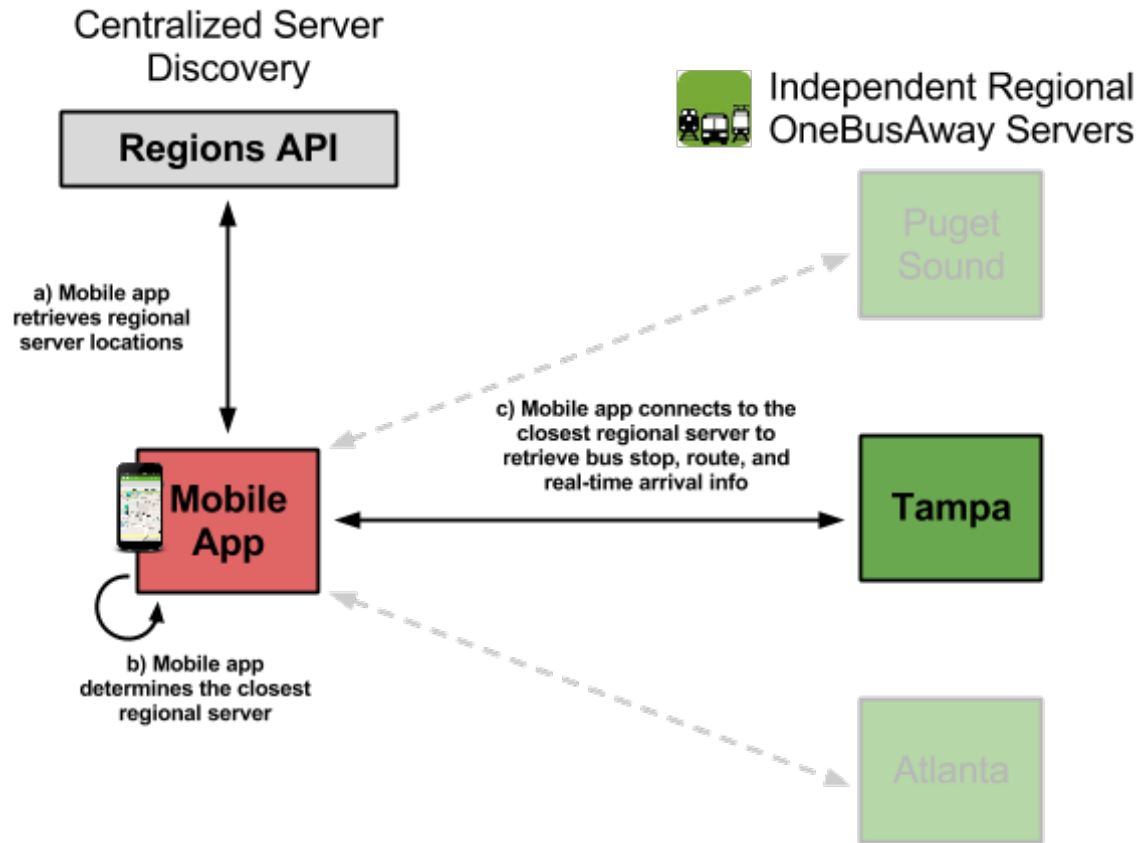 Centralized Server
Discovery
Regions API
Independent Regional
OneBusAway Servers
Puget
Sound
a) Mobile app
retrieves regional
server locations
c) Mobile app connects to the
closest regional server to
retrieve bus stop, route, and
real-time arrival info
Mobile
App
Tampa
b) Mobile app
determines the closest
regional server
Atlanta